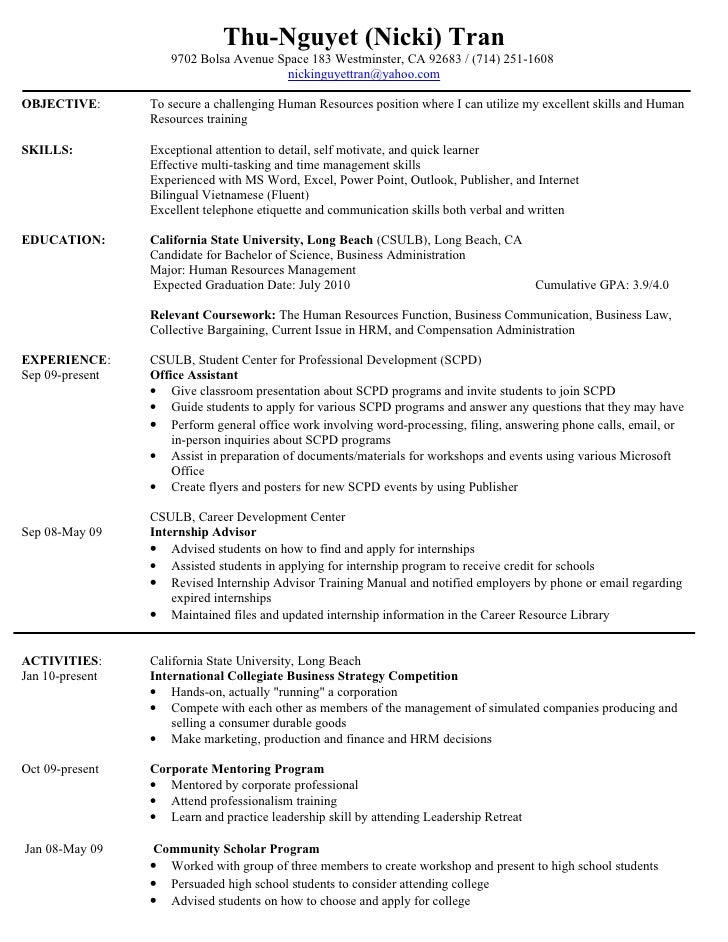 Thu-Nguyet (Nicki) Tran
9702 Bolsa Avenue Space 183 Westminster, CA 92683 / (714) 251-1608
nickinguyettran@yahoo.com
OBJECTIVE: To secure a challenging Human Resources position where I can utilize my excellent skills and Human
Resources training
SKILLS: Exceptional attention to detail, self motivate, and quick learner
Effective multi-tasking and time management skills
Experienced with MS Word, Excel, Power Point, Outlook, Publisher, and Internet
Bilingual Vietnamese (Fluent)
Excellent telephone etiquette and communication skills both verbal and written
EDUCATION: California State University, Long Beach (CSULB), Long Beach, CA
Candidate for Bachelor of Science, Business Administration
Major: Human Resources Management
Expected Graduation Date: July 2010 Cumulative GPA: 3.9/4.0
Relevant Coursework: The Human Resources Function, Business Communication, Business Law,
Collective Bargaining, Current Issue in HRM, and Compensation Administration
EXPERIENCE: CSULB, Student Center for Professional Development (SCPD)
Sep 09-present Office Assistant
• Give classroom presentation about SCPD programs and invite students to join SCPD
• Guide students to apply for various SCPD programs and answer any questions that they may have
• Perform general office work involving word-processing, filing, answering phone calls, email, or
in-person inquiries about SCPD programs
• Assist in preparation of documents/materials for workshops and events using various Microsoft
Office
• Create flyers and posters for new SCPD events by using Publisher
CSULB, Career Development Center
Sep 08-May 09 Internship Advisor
• Advised students on how to find and apply for internships
• Assisted students in applying for internship program to receive credit for schools
• Revised Internship Advisor Training Manual and notified employers by phone or email regarding
expired internships
• Maintained files and updated internship information in the Career Resource Library
ACTIVITIES: California State University, Long Beach
Jan 10-present International Collegiate Business Strategy Competition
• Hands-on, actually "running" a corporation
• Compete with each other as members of the management of simulated companies producing and
selling a consumer durable goods
• Make marketing, production and finance and HRM decisions
Oct 09-present Corporate Mentoring Program
• Mentored by corporate professional
• Attend professionalism training
• Learn and practice leadership skill by attending Leadership Retreat
Jan 08-May 09 Community Scholar Program
• Worked with group of three members to create workshop and present to high school students
• Persuaded high school students to consider attending college
• Advised students on how to choose and apply for college